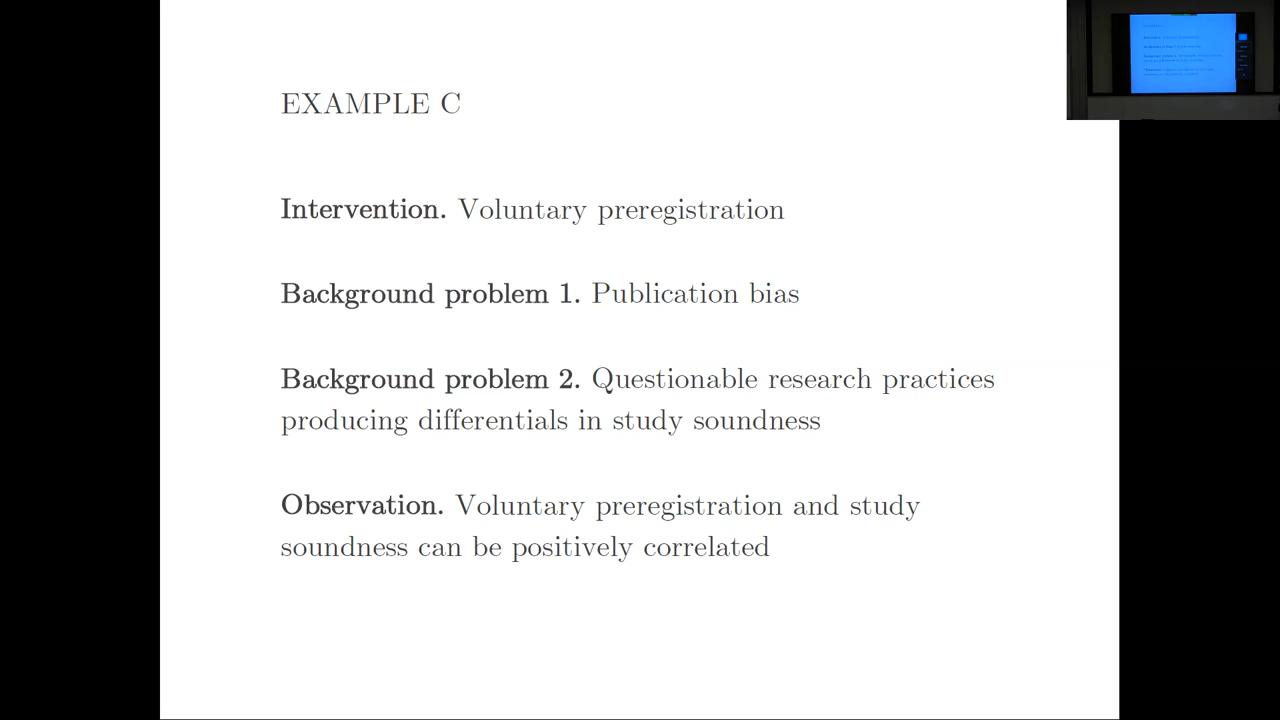 EXAMPLE C
Intervention. Voluntary preregistration
Background problem 1. Publication bias
Background problem 2. Questionable research practices
producing differentials in study soundness
Observation. Voluntary preregistration and study
soundness can be positively correlated